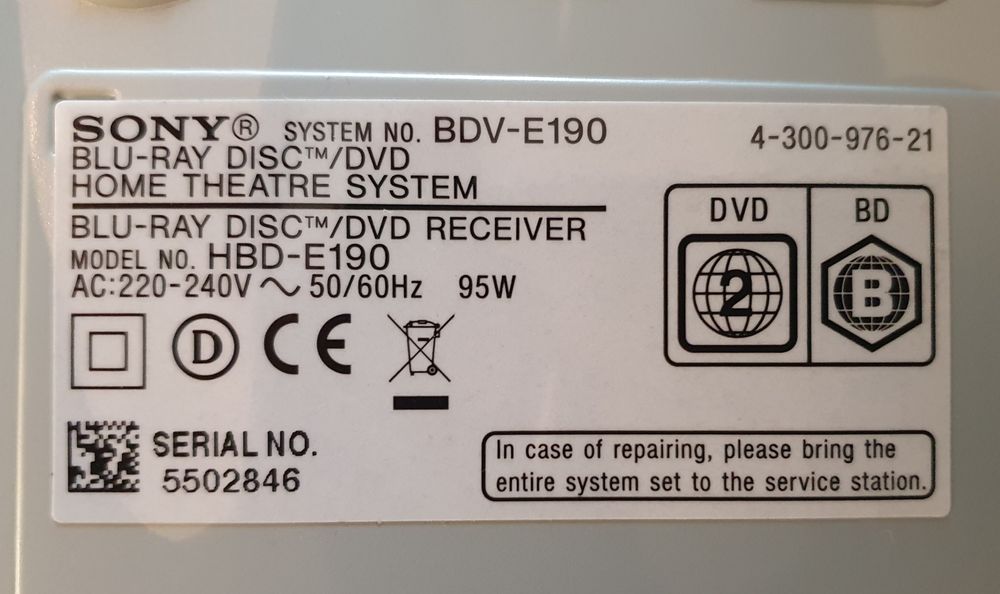 SONY® SYSTEM NO. BDV-E190
4-300-976-21
BLU-RAY DISC™/DVD
HOME THEATRE SYSTEM
BLU-RAY DISC™/DVD RECEIVER
MODEL NO. HBD-E190
AC:220-240V ~ 50/60Hz 95W
DVD
BD
2
B
D
CE
SERIAL NO.
5502846
In case of repairing, please bring the
entire system set to the service station.